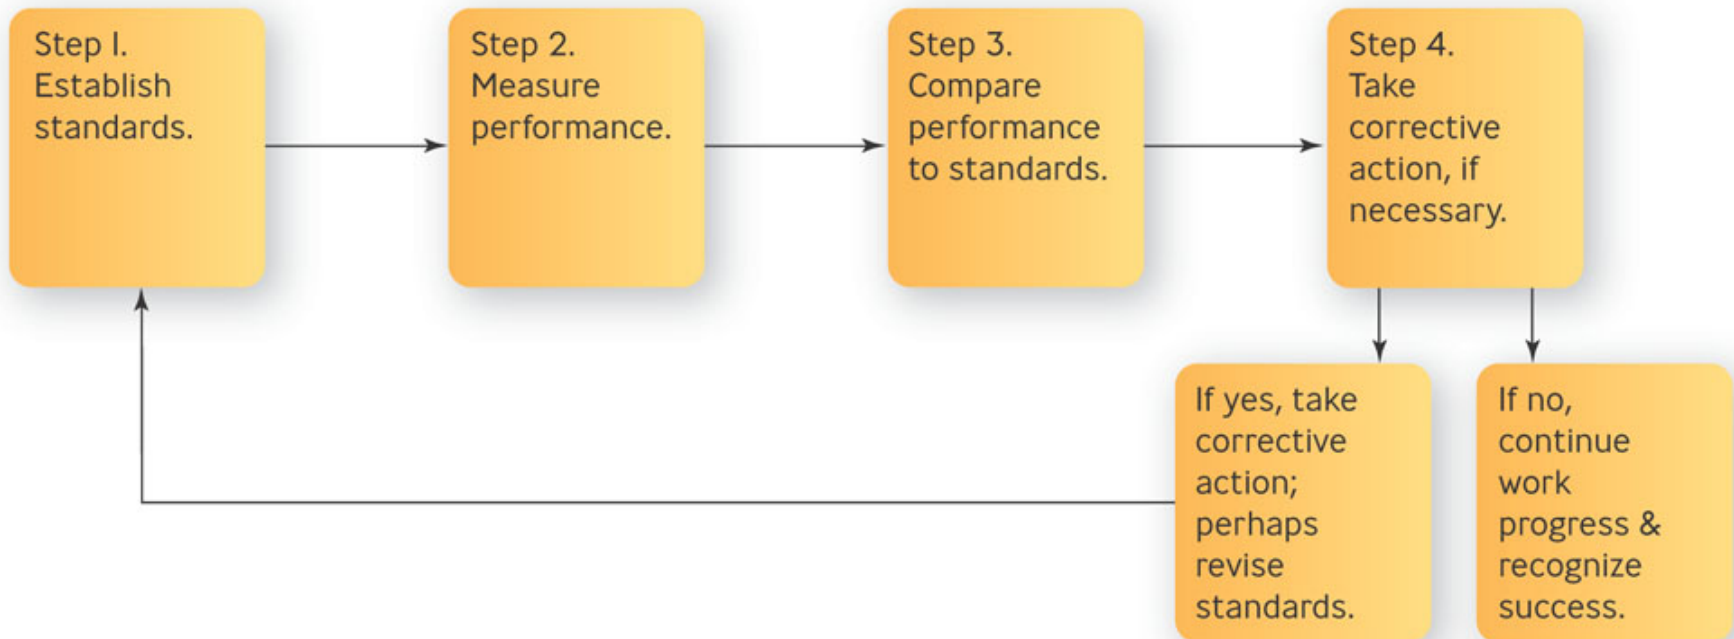 Step 1.
Establish
standards.
Step 2.
Measure
performance.
Step 3.
Compare
performance
to standards.
Step 4.
Take
corrective
action, if
necessary.
If yes, take
corrective
action;
perhaps
revise
standards.
If no,
continue
work
progress &
recognize
success.